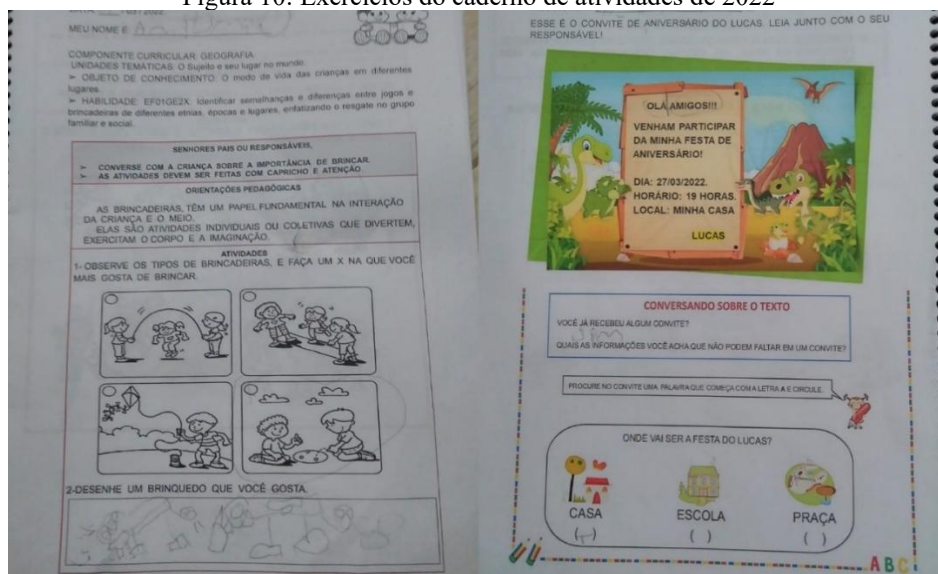 Figura 10: Exercícios do caderno de atividades de 2022
MEU NOME É:
COMPONENTE CURRICULAR: GEOGRAFIA
UNIDADES TEMÁTICAS: O Sujeito e seu lugar no mundo.
➢ OBJETO DE CONHECIMENTO: O modo de vida das crianças em diferentes
lugares.
➢ HABILIDADE: EF01GE2X. Identificar semelhanças e diferenças entre jogos e
brincadeiras de diferentes etnias, épocas e lugares, enfatizando o resgate no grupo
familiar e social.
SENHORES PAIS OU RESPONSÁVEIS,
➢ CONVERSE COM A CRIANÇA SOBRE A IMPORTÂNCIA DE BRINCAR.
➢ AS ATIVIDADES DEVEM SER FEITAS COM CAPRICHO E ATENÇÃO
ORIENTAÇÕES PEDAGÓGICAS
AS BRINCADEIRAS, TÊM UM PAPEL FUNDAMENTAL NA INTERAÇÃO
DA CRIANÇA E O MEIO.
ELAS SÃO ATIVIDADES INDIVIDUAIS OU COLETIVAS QUE DIVERTEM,
EXERCITAM O CORPO E A IMAGINAÇÃO.
ATIVIDADES
1- OBSERVE OS TIPOS DE BRINCADEIRAS, E FAÇA UM X NA QUE VOCÊ
MAIS GOSTA DE BRINCAR.
2-DESENHE UM BRINQUEDO QUE VOCÊ GOSTA.
ESSE É O CONVITE DE ANIVERSÁRIO DO LUCAS. LEIA JUNTO COM O SEU
RESPONSÁVEL!
OLÁ AMIGOS!!!
VENHAM PARTICIPAR
DA MINHA FESTA DE
ANIVERSÁRIO!
DIA: 27/03/2022.
HORÁRIO: 19 HORAS.
LOCAL: MINHA CASA
LUCAS
CONVERSANDO SOBRE O TEXTO
VOCÊ JÁ RECEBEU ALGUM CONVITE?
Sim
QUAIS AS INFORMAÇÕES VOCÊ ACHA QUE NÃO PODEM FALTAR EM UM CONVITE?
PROCURE NO CONVITE UMA PALAVRA QUE COMEÇA COM A LETRA A E CIRCULE.
ONDE VAI SER A FESTA DO LUCAS?
CASA ESCOLA PRAÇA
( ) ( ) ( )
A B C